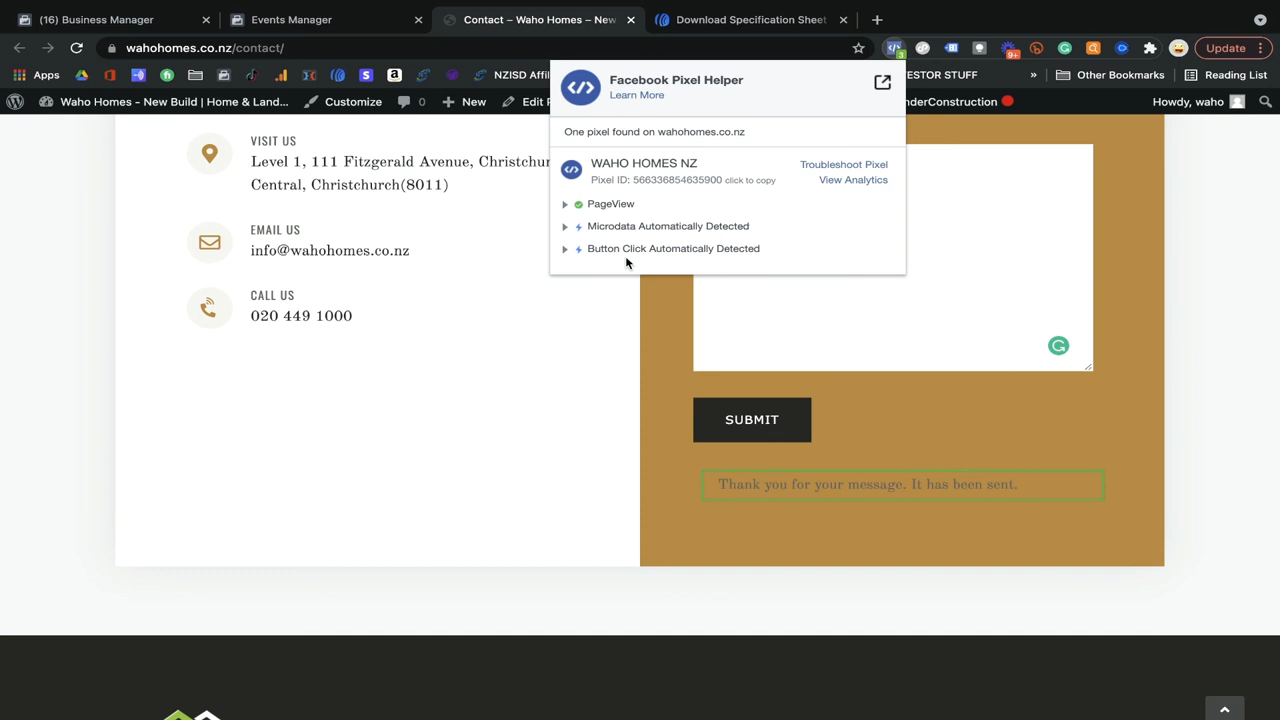 (16) Business Manager
Events Manager
Contact – Waho Homes – New
Download Specification Sheet
wahohomes.co.nz/contact/
3
9+
Update
Apps
NZISD Affil
ESTOR STUFF
»
Other Bookmarks
Reading List
Waho Homes – New Build | Home & Land...
Customize
0
New
Edit P
nderConstruction
Howdy, waho
Facebook Pixel Helper
Learn More
One pixel found on wahohomes.co.nz
WAHO HOMES NZ
Troubleshoot Pixel
Pixel ID: 566336854635900 click to copy
View Analytics
PageView
Microdata Automatically Detected
Button Click Automatically Detected
VISIT US
Level 1, 111 Fitzgerald Avenue, Christchur
Central, Christchurch(8011)
EMAIL US
info@wahohomes.co.nz
CALL US
020 449 1000
SUBMIT
Thank you for your message. It has been sent.